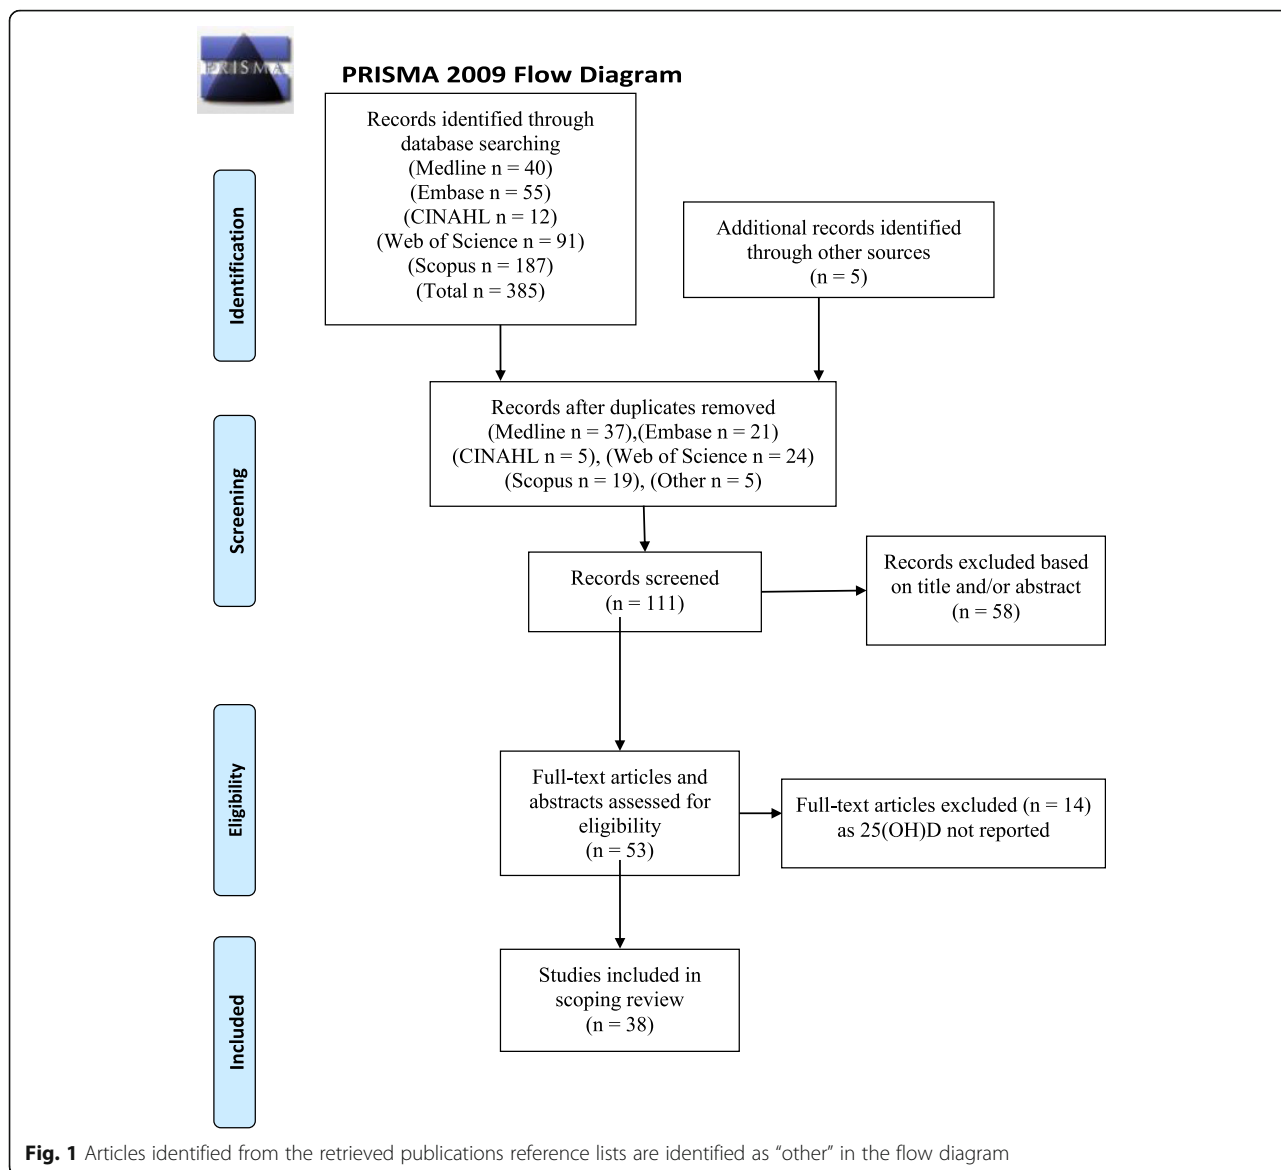 PRISMA
PRISMA 2009 Flow Diagram
Records identified through
database searching
(Medline n = 40)
(Embase n = 55)
(CINAHL n = 12)
(Web of Science n = 91)
(Scopus n = 187)
(Total n = 385)
Additional records identified
through other sources
(n = 5)
Identification
Records after duplicates removed
(Medline n = 37),(Embase n = 21)
(CINAHL n = 5), (Web of Science n = 24)
(Scopus n = 19), (Other n = 5)
Screening
Records screened
(n = 111)
Records excluded based
on title and/or abstract
(n = 58)
Eligibility
Full-text articles and
abstracts assessed for
eligibility
(n = 53)
Full-text articles excluded (n = 14)
as 25(OH)D not reported
Included
Studies included in
scoping review
(n = 38)
Fig. 1 Articles identified from the retrieved publications reference lists are identified as “other” in the flow diagram